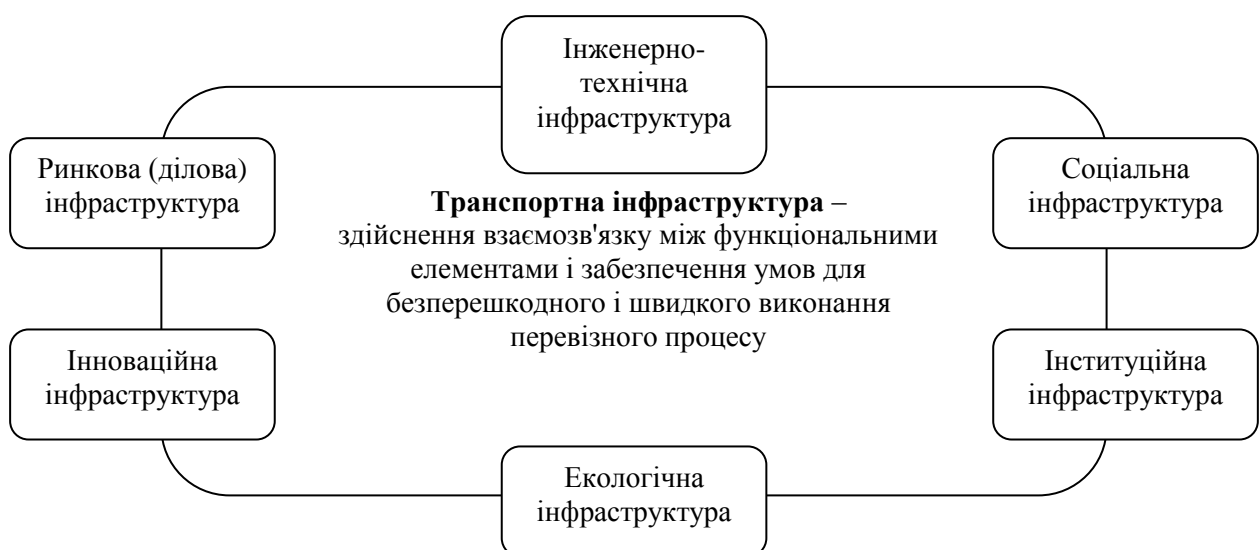 Інженерно-
технічна
інфраструктура
Ринкова (ділова)
інфраструктура
Соціальна
інфраструктура
Транспортна інфраструктура –
здійснення взаємозв'язку між функціональними
елементами і забезпечення умов для
безперешкодного і швидкого виконання
перевізного процесу
Інноваційна
інфраструктура
Інституційна
інфраструктура
Екологічна
інфраструктура